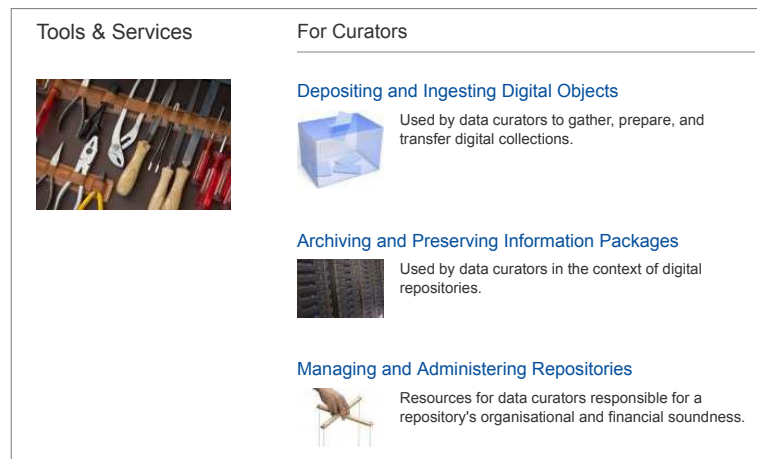 Tools & Services
For Curators
Depositing and Ingesting Digital Objects
Used by data curators to gather, prepare, and
transfer digital collections.
Archiving and Preserving Information Packages
Used by data curators in the context of digital
repositories.
Managing and Administering Repositories
Resources for data curators responsible for a
repository's organisational and financial soundness.